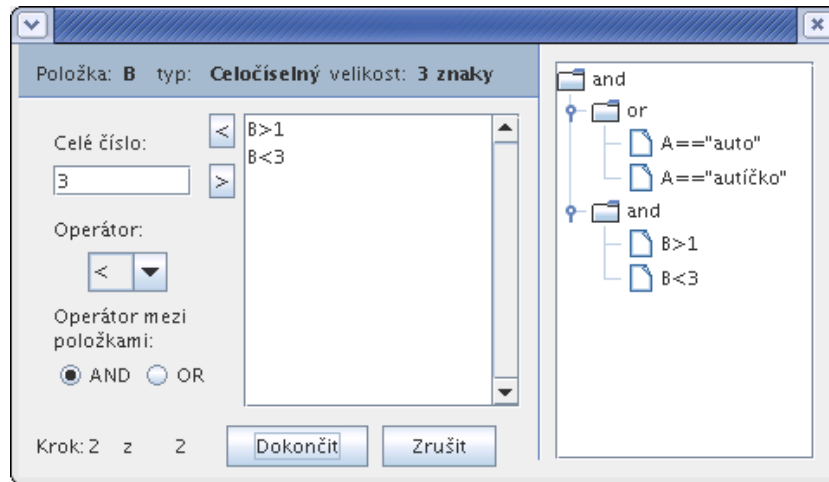 Položka: B typ: Celočíselný velikost: 3 znaky
Celé číslo:
3
Operátor:
<
Operátor mezi
položkami:
AND OR
<
>
B>1
B<3
Krok: 2 z 2
Dokončit
Zrušit
and
or
A=="auto"
A=="autíčko"
and
B>1
B<3